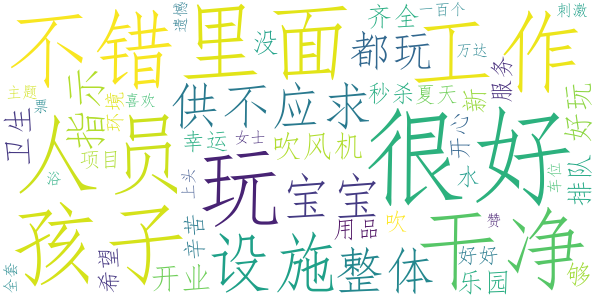 不错
里面
遗憾
没
齐全
一百个
都玩
万达
工作
刺激
主题
票
环境
喜欢
指示
卫生
供不应求
秒杀
夏天
新
服务
好玩
人员
项目
幸运
女士
吹风机
很好
开心
水
排队
浴
上头
玩
宝宝
车位
孩子
辛苦
用品
吹
干净
赞
全套
希望
开业
设施
整体
好好
乐园
够